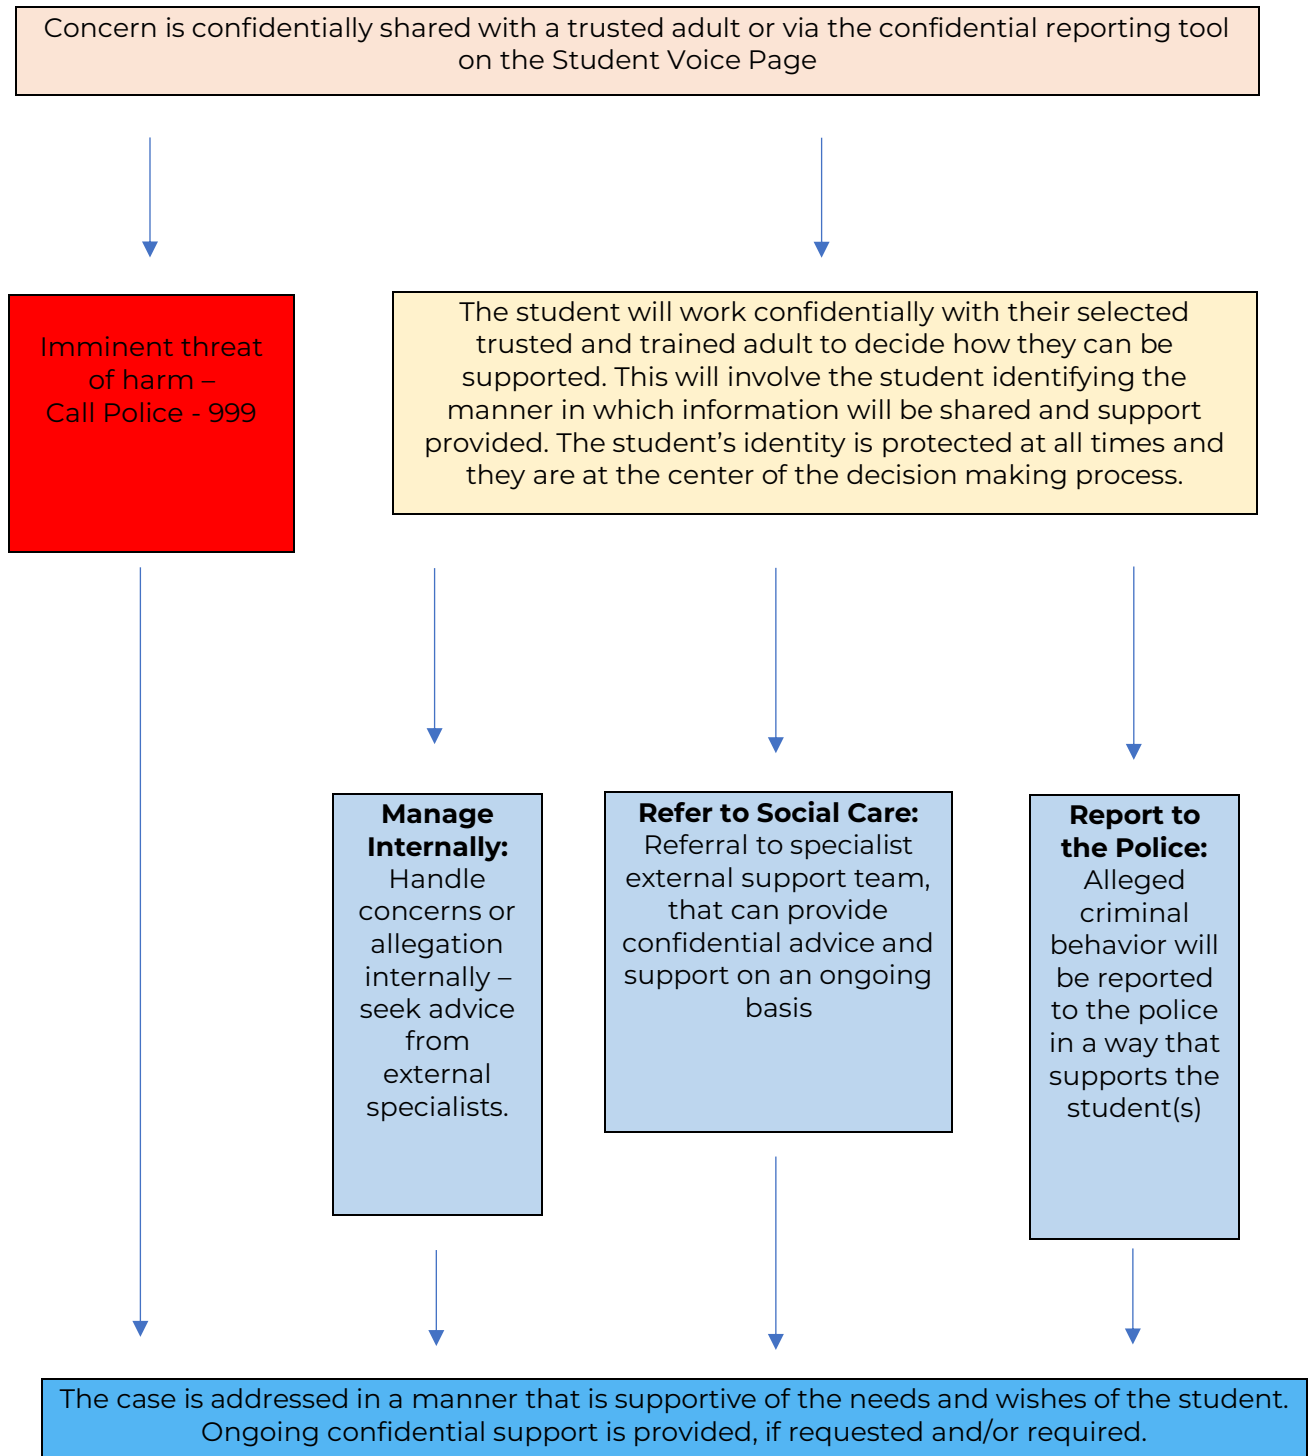 Concern is confidentially shared with a trusted adult or via the confidential reporting tool
on the Student Voice Page
Imminent threat
of harm –
Call Police - 999
The student will work confidentially with their selected
trusted and trained adult to decide how they can be
supported. This will involve the student identifying the
manner in which information will be shared and support
provided. The student’s identity is protected at all times and
they are at the center of the decision making process.
Manage
Internally:
Handle
concerns or
allegation
internally –
seek advice
from
external
specialists.
Refer to Social Care:
Referral to specialist
external support team,
that can provide
confidential advice and
support on an ongoing
basis
Report to
the Police:
Alleged
criminal
behavior will
be reported
to the police
in a way that
supports the
student(s)
The case is addressed in a manner that is supportive of the needs and wishes of the student.
Ongoing confidential support is provided, if requested and/or required.